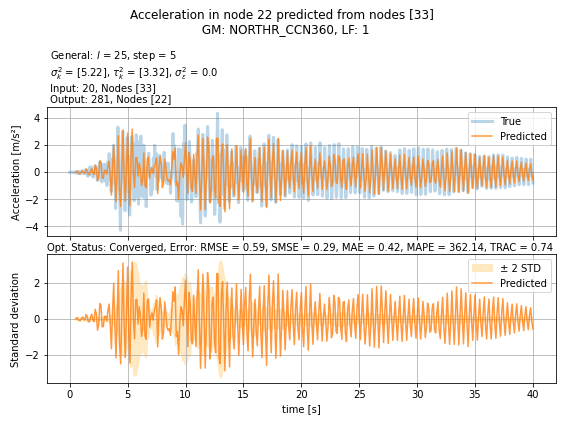 Acceleration in node 22 predicted from nodes [33]
GM: NORTHR_CCN360, LF: 1
General: l = 25, step = 5
σ²ₖ = [5.22], τ²ₖ = [3.32], σ²ε = 0.0
Input: 20, Nodes [33]
Output: 281, Nodes [22]
Acceleration [m/s²]
4
2
0
−2
−4
True
Predicted
Opt. Status: Converged, Error: RMSE = 0.59, SMSE = 0.29, MAE = 0.42, MAPE = 362.14, TRAC = 0.74
Standard deviation
2
0
−2
± 2 STD
Predicted
0 5 10 15 20 25 30 35 40
time [s]